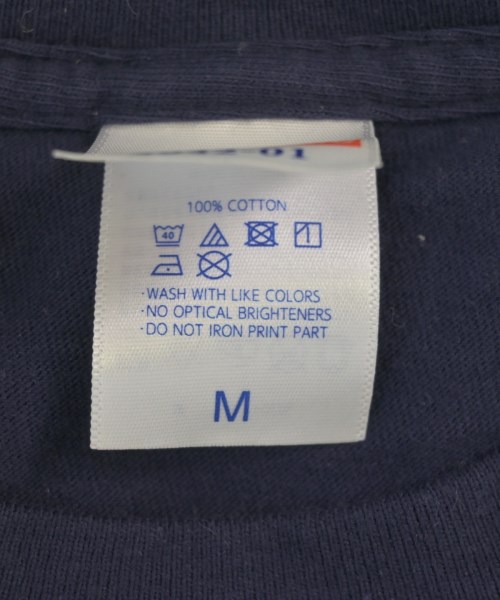 100% COTTON
40
·WASH WITH LIKE COLORS
·NO OPTICAL BRIGHTENERS
·DO NOT IRON PRINT PART
M